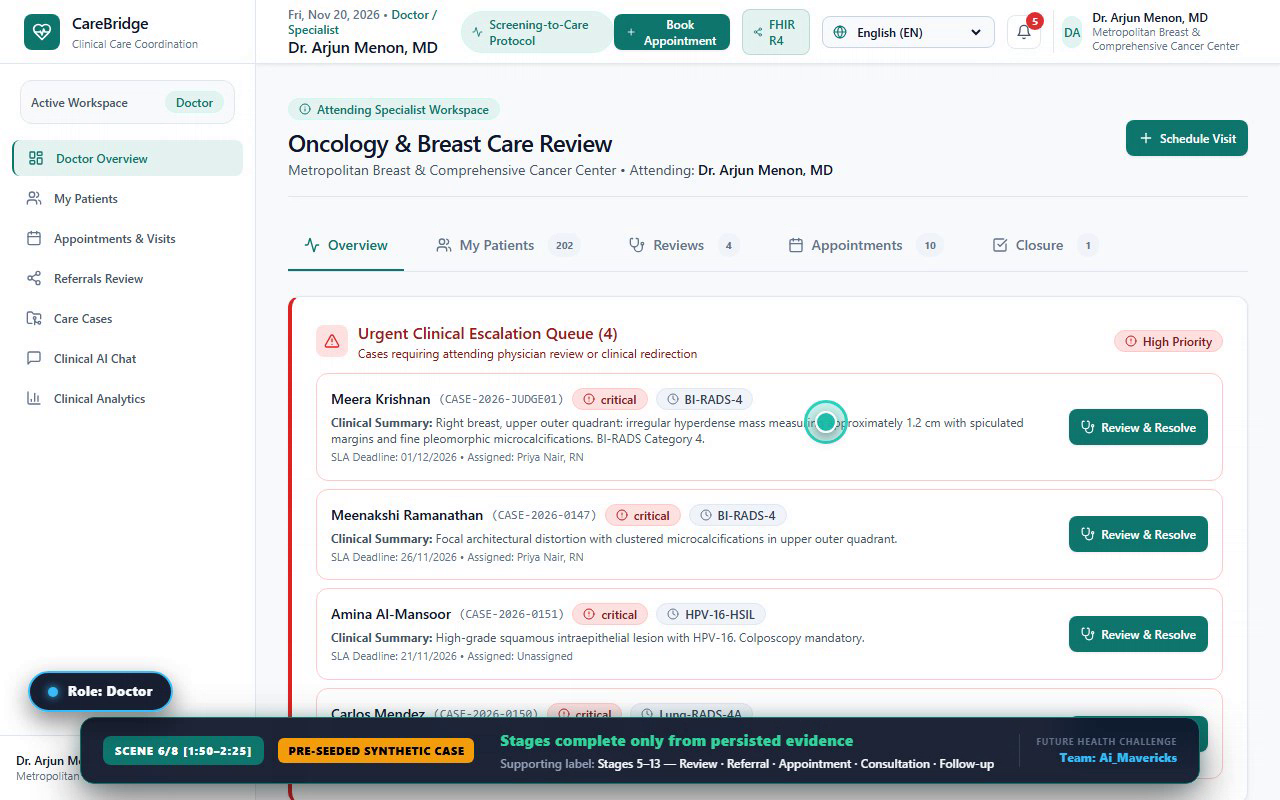 CareBridge
Clinical Care Coordination
Fri, Nov 20, 2026 • Doctor /
Specialist
Dr. Arjun Menon, MD
Screening-to-Care
Protocol
Book
Appointment
FHIR
R4
English (EN)
5
DA
Dr. Arjun Menon, MD
Metropolitan Breast &
Comprehensive Cancer Center
Active Workspace
Doctor
Doctor Overview
My Patients
Appointments & Visits
Referrals Review
Care Cases
Clinical AI Chat
Clinical Analytics
Attending Specialist Workspace
Oncology & Breast Care Review
Metropolitan Breast & Comprehensive Cancer Center • Attending: Dr. Arjun Menon, MD
Schedule Visit
Overview
My Patients 202
Reviews 4
Appointments 10
Closure 1
Urgent Clinical Escalation Queue (4)
Cases requiring attending physician review or clinical redirection
High Priority
Meera Krishnan (CASE-2026-JUDGE01) critical BI-RADS-4
Clinical Summary: Right breast, upper outer quadrant: irregular hyperdense mass measuring approximately 1.2 cm with spiculated
margins and fine pleomorphic microcalcifications. BI-RADS Category 4.
SLA Deadline: 01/12/2026 • Assigned: Priya Nair, RN
Review & Resolve
Meenakshi Ramanathan (CASE-2026-0147) critical BI-RADS-4
Clinical Summary: Focal architectural distortion with clustered microcalcifications in upper outer quadrant.
SLA Deadline: 26/11/2026 • Assigned: Priya Nair, RN
Review & Resolve
Amina Al-Mansoor (CASE-2026-0151) critical HPV-16-HSIL
Clinical Summary: High-grade squamous intraepithelial lesion with HPV-16. Colposcopy mandatory.
SLA Deadline: 21/11/2026 • Assigned: Unassigned
Review & Resolve
Carlos Mendez (CASE-2026-0150) critical Lung-RADS-4A
Role: Doctor
Dr. Arjun
Metropolitan
SCENE 6/8 [1:50–2:25]
PRE-SEEDED SYNTHETIC CASE
Stages complete only from persisted evidence
Supporting label: Stages 5–13 — Review · Referral · Appointment · Consultation · Follow-up
FUTURE HEALTH CHALLENGE
Team: Ai_Mavericks